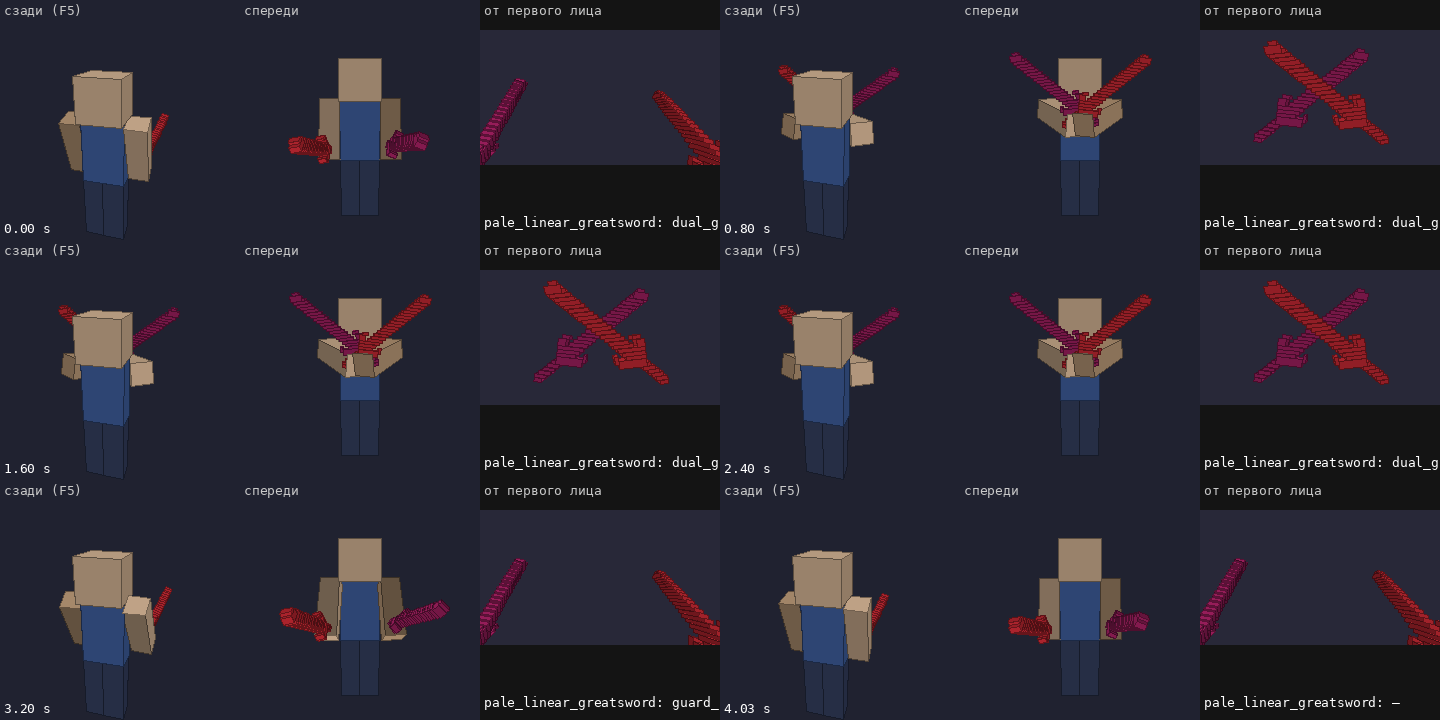 сзади (F5) спереди от первого лица сзади (F5) спереди от первого лица
pale_linear_greatsword: dual_g pale_linear_greatsword: dual_g
0.00 s 0.80 s
сзади (F5) спереди от первого лица сзади (F5) спереди от первого лица
pale_linear_greatsword: dual_g pale_linear_greatsword: dual_g
1.60 s 2.40 s
сзади (F5) спереди от первого лица сзади (F5) спереди от первого лица
pale_linear_greatsword: guard_ pale_linear_greatsword: —
3.20 s 4.03 s